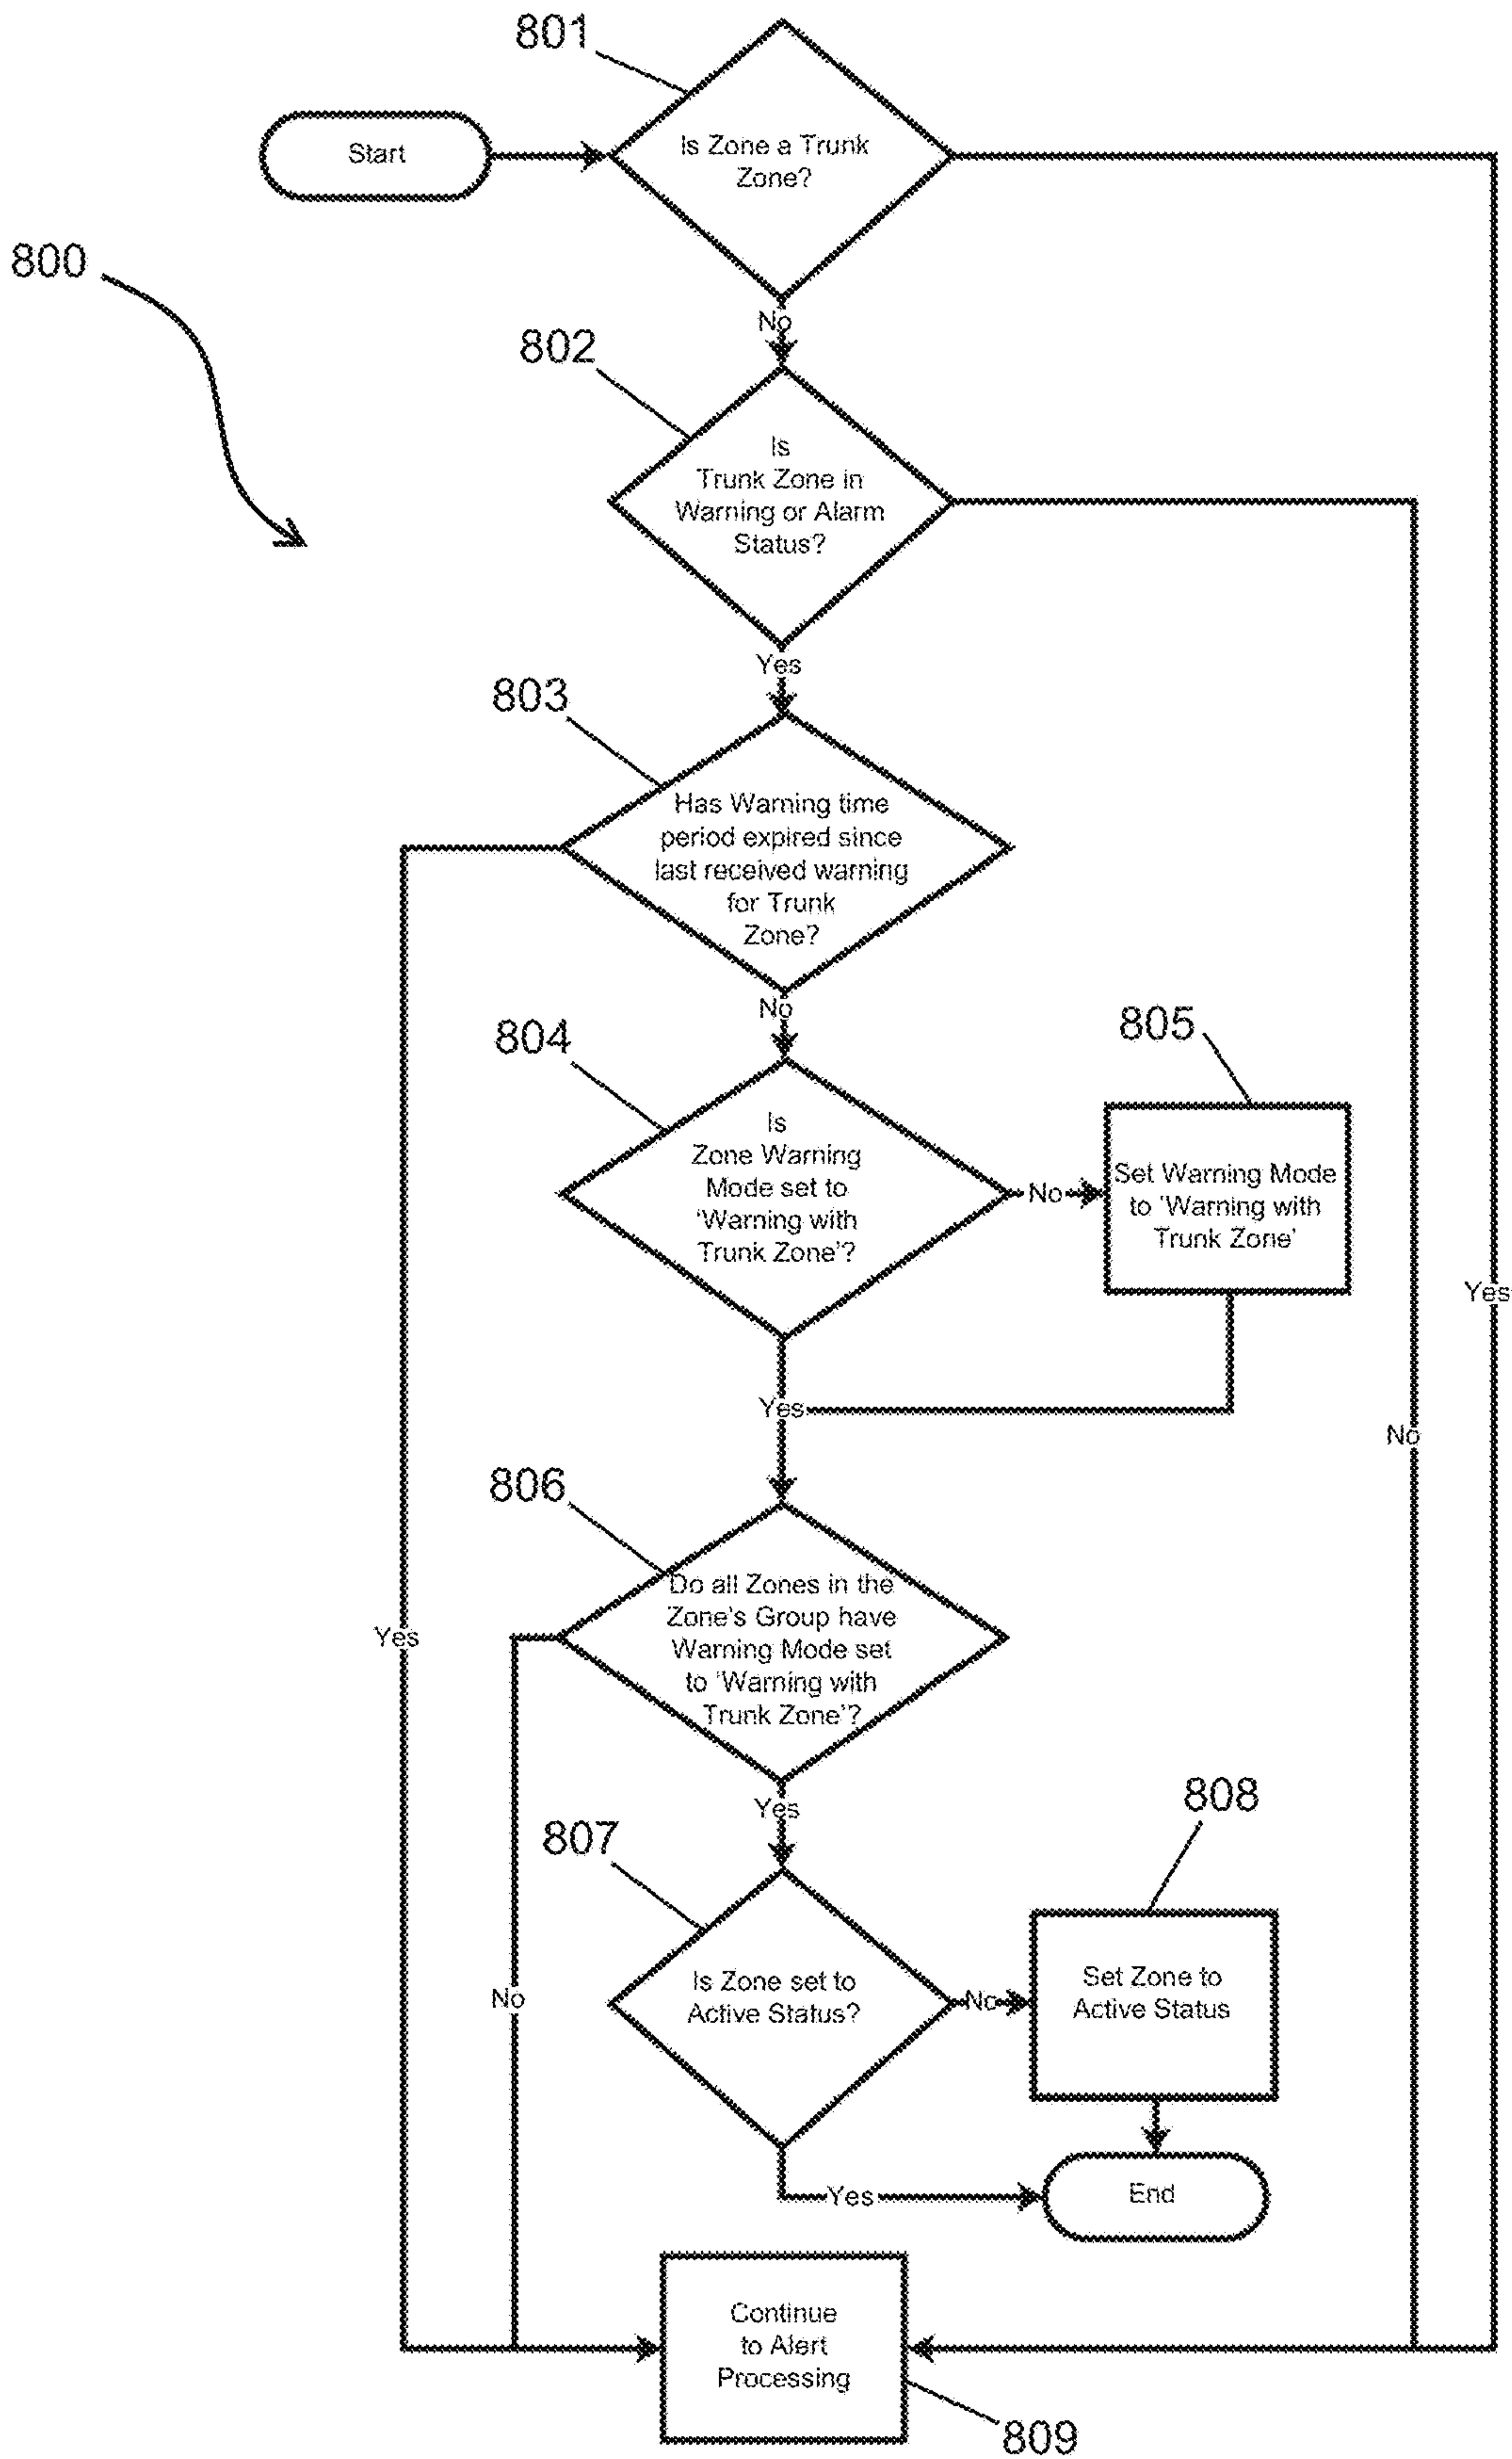 801
Start
Is Zone a Trunk
Zone?
800
No
802
Is
Trunk Zone in
Warning or Alarm
Status?
Yes
803
Has Warning time
period expired since
last received warning
for Trunk
Zone?
No
804
805
Is
Zone Warning
Mode set to
‘Warning with
Trunk Zone’?
No
Set Warning Mode
to ‘Warning with
Trunk Zone’
Yes
Yes
No
806
Do all Zones in the
Zone’s Group have
Warning Mode set
to ‘Warning with
Trunk Zone’?
Yes
Yes
807
808
Is Zone set to
Active Status?
No
Set Zone to
Active Status
No
Yes
End
Continue
to Alert
Processing
809